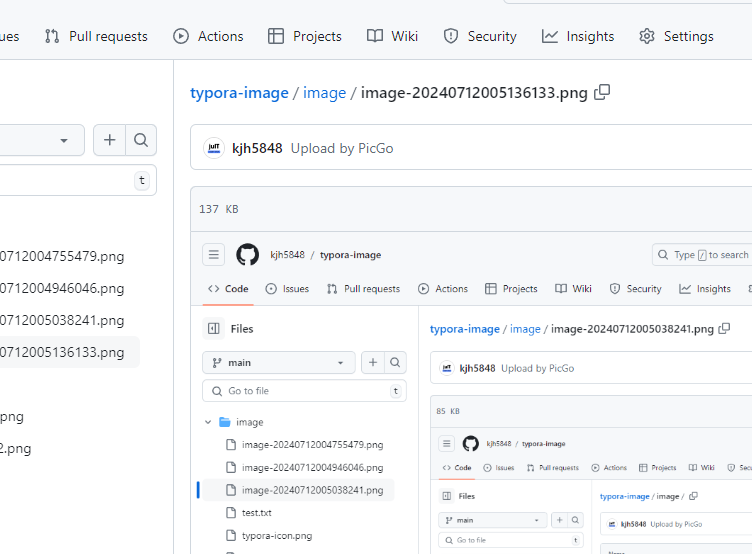 ues Pull requests Actions Projects Wiki Security Insights Settings
typora-image / image / image-20240712005136133.png
t
kjh5848 Upload by PicGo
137 KB
0712004755479.png
0712004946046.png
0712005038241.png
0712005136133.png
.png
2.png
kjh5848 / typora-image
Type / to search
Code Issues Pull requests Actions Projects Wiki Security Insights
Files
main
Go to file t
image
image-20240712004755479.png
image-20240712004946046.png
image-20240712005038241.png
test.txt
typora-icon.png
typora-image / image / image-20240712005038241.png
kjh5848 Upload by PicGo
85 KB
kjh5848 / typora-image
Code Issues Pull requests Actions Projects Wiki
Files
main
Go to file t
typora-image / image /
kjh5848 Upload by PicGo